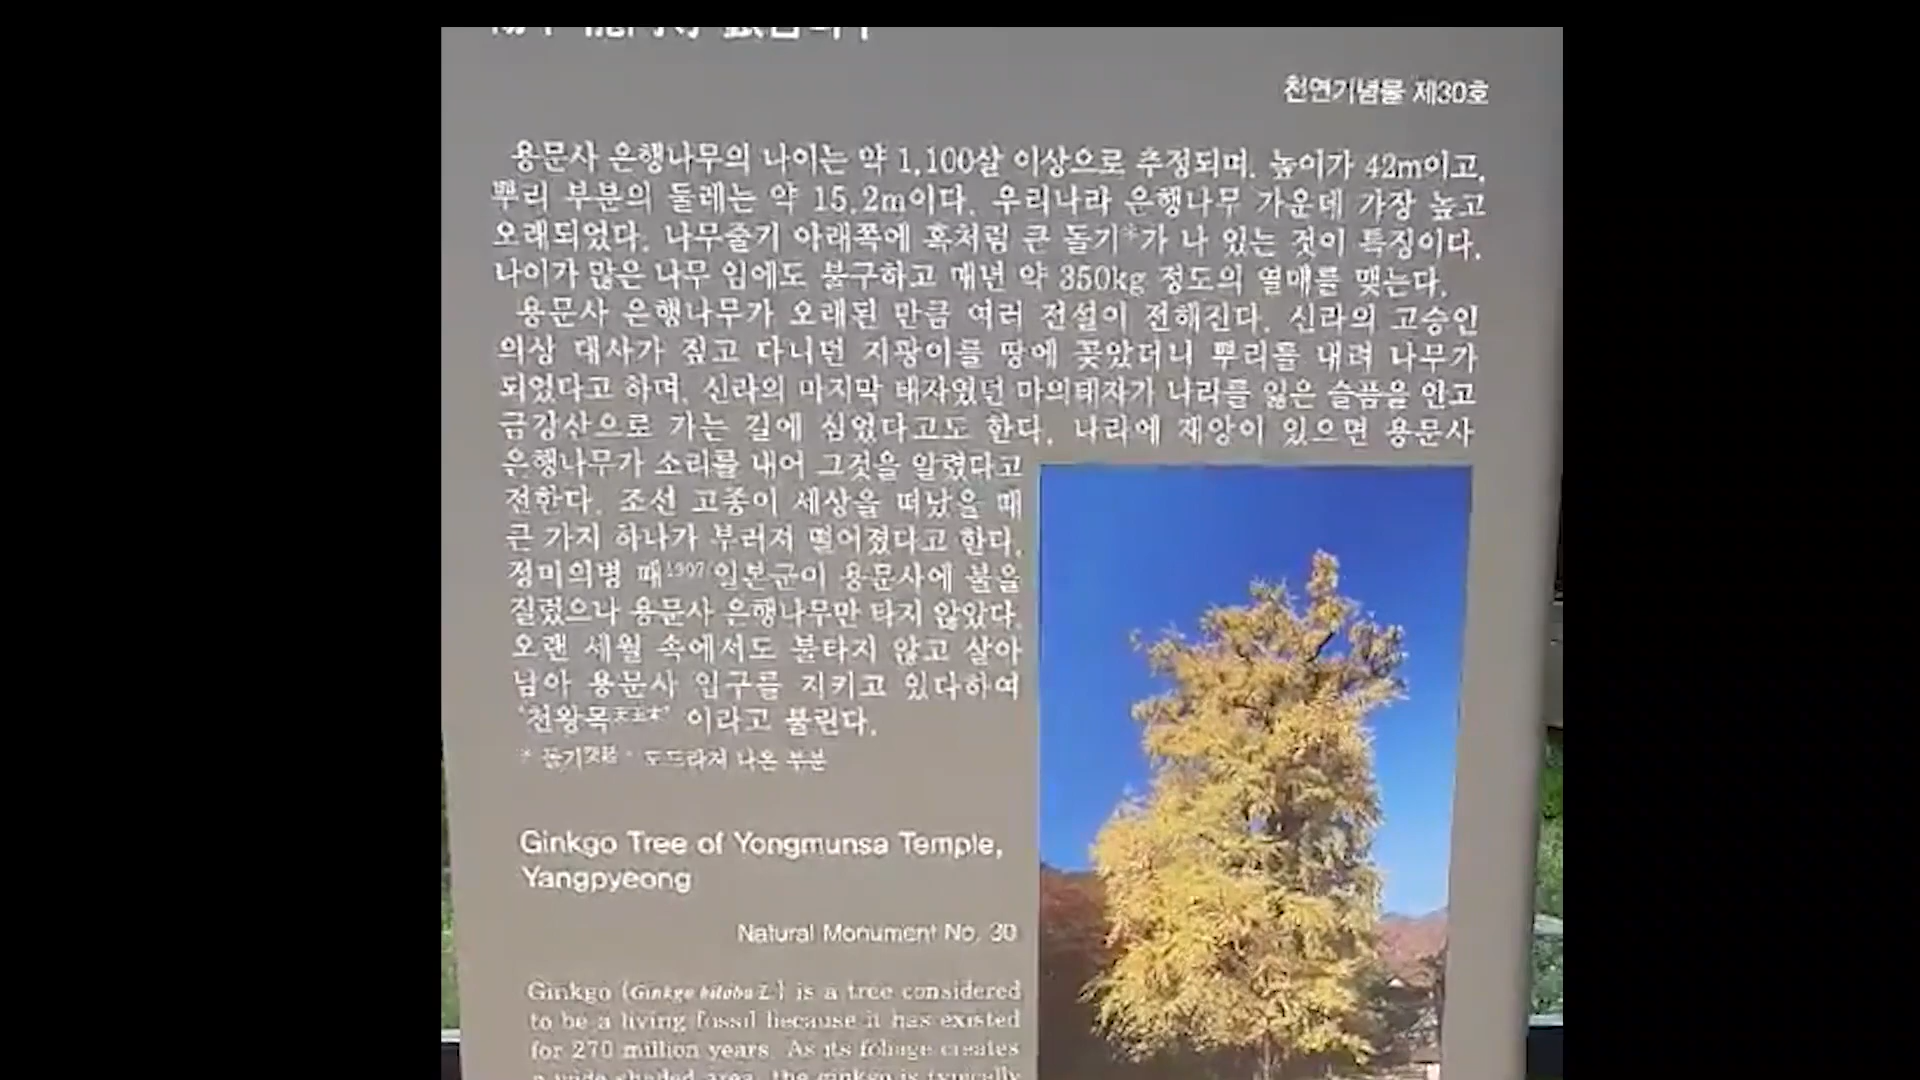 천연기념물 제30호
용문사 은행나무의 나이는 약 1,100살 이상으로 추정되며, 높이가 42m이고,
뿌리 부분의 둘레는 약 15.2m이다. 우리나라 은행나무 가운데 가장 높고
오래되었다. 나무줄기 아래쪽에 혹처럼 큰 돌기*가 나 있는 것이 특징이다.
나이가 많은 나무 임에도 불구하고 매년 약 350kg 정도의 열매를 맺는다.
용문사 은행나무가 오래된 만큼 여러 전설이 전해진다. 신라의 고승인
의상 대사가 짚고 다니던 지팡이를 땅에 꽂았더니 뿌리를 내려 나무가
되었다고 하며, 신라의 마지막 태자였던 마의태자가 나라를 잃은 슬픔을 안고
금강산으로 가는 길에 심었다고도 한다. 나라에 재앙이 있으면 용문사
은행나무가 소리를 내어 그것을 알렸다고
전한다. 조선 고종이 세상을 떠났을 때
큰 가지 하나가 부러져 떨어졌다고 한다.
정미의병 때1907 일본군이 용문사에 불을
질렀으나 용문사 은행나무만 타지 않았다.
오랜 세월 속에서도 불타지 않고 살아
남아 용문사 입구를 지키고 있다하여
'천왕목天王木' 이라고 불린다.
* 돌기突起 : 도드라져 나온 부분
Ginkgo Tree of Yongmunsa Temple,
Yangpyeong
Natural Monument No. 30
Ginkgo (Ginkgo biloba L.) is a tree considered
to be a living fossil because it has existed
for 270 million years. As its foliage creates
a wide shaded area, the ginkgo is typically